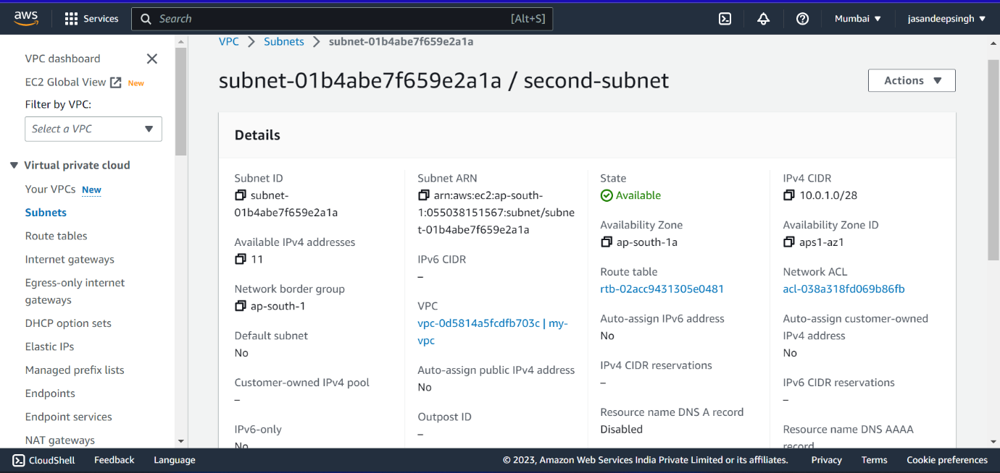 aws
Services
Search
[Alt+S]
Mumbai
jasandeepsingh
VPC dashboard
EC2 Global View New
Filter by VPC:
Select a VPC
Virtual private cloud
Your VPCs New
Subnets
Route tables
Internet gateways
Egress-only internet
gateways
DHCP option sets
Elastic IPs
Managed prefix lists
Endpoints
Endpoint services
NAT gateways
VPC
Subnets
subnet-01b4abe7f659e2a1a
subnet-01b4abe7f659e2a1a / second-subnet
Actions
Details
Subnet ID
subnet-
01b4abe7f659e2a1a
Available IPv4 addresses
11
Network border group
ap-south-1
Default subnet
No
Customer-owned IPv4 pool
–
IPv6-only
No
Subnet ARN
arn:aws:ec2:ap-south-
1:055038151567:subnet/subne
t-01b4abe7f659e2a1a
IPv6 CIDR
–
VPC
vpc-0d5814a5fcdfb703c | my-
vpc
Auto-assign public IPv4 address
No
Outpost ID
–
State
Available
Availability Zone
ap-south-1a
Route table
rtb-02acc9431305e0481
Auto-assign IPv6 address
No
IPv4 CIDR reservations
–
Resource name DNS A record
Disabled
IPv4 CIDR
10.0.1.0/28
Availability Zone ID
aps1-az1
Network ACL
acl-038a318fd069b86fb
Auto-assign customer-owned
IPv4 address
No
IPv6 CIDR reservations
–
Resource name DNS AAAA
record
CloudShell
Feedback
Language
© 2023, Amazon Web Services India Private Limited or its affiliates.
Privacy
Terms
Cookie preferences